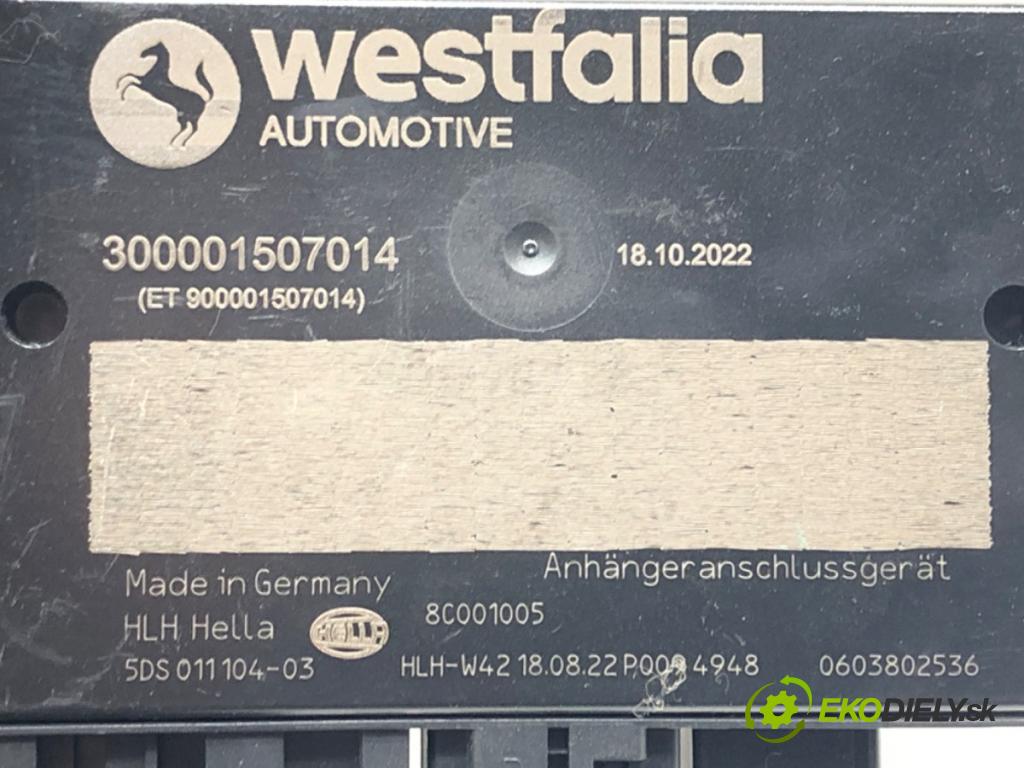 westfalia
AUTOMOTIVE
300001507014
18.10.2022
(ET 900001507014)
Anhängeranschlussgerät
Made in Germany
8C001005
HLH Hella
HELLA
5DS 011 104-03
HLH-W42 18.08.22 4948
0603802536
EKODIELY.sk